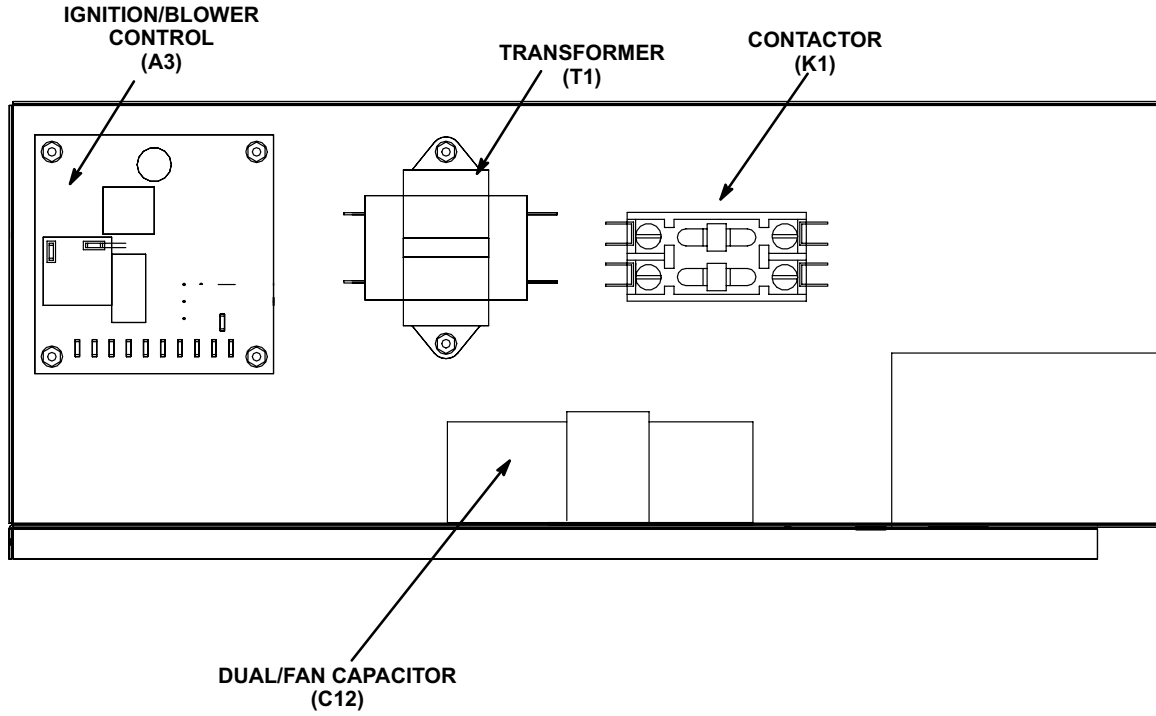 IGNITION/BLOWER
CONTROL
(A3)
TRANSFORMER
(T1)
CONTACTOR
(K1)
DUAL/FAN CAPACITOR
(C12)